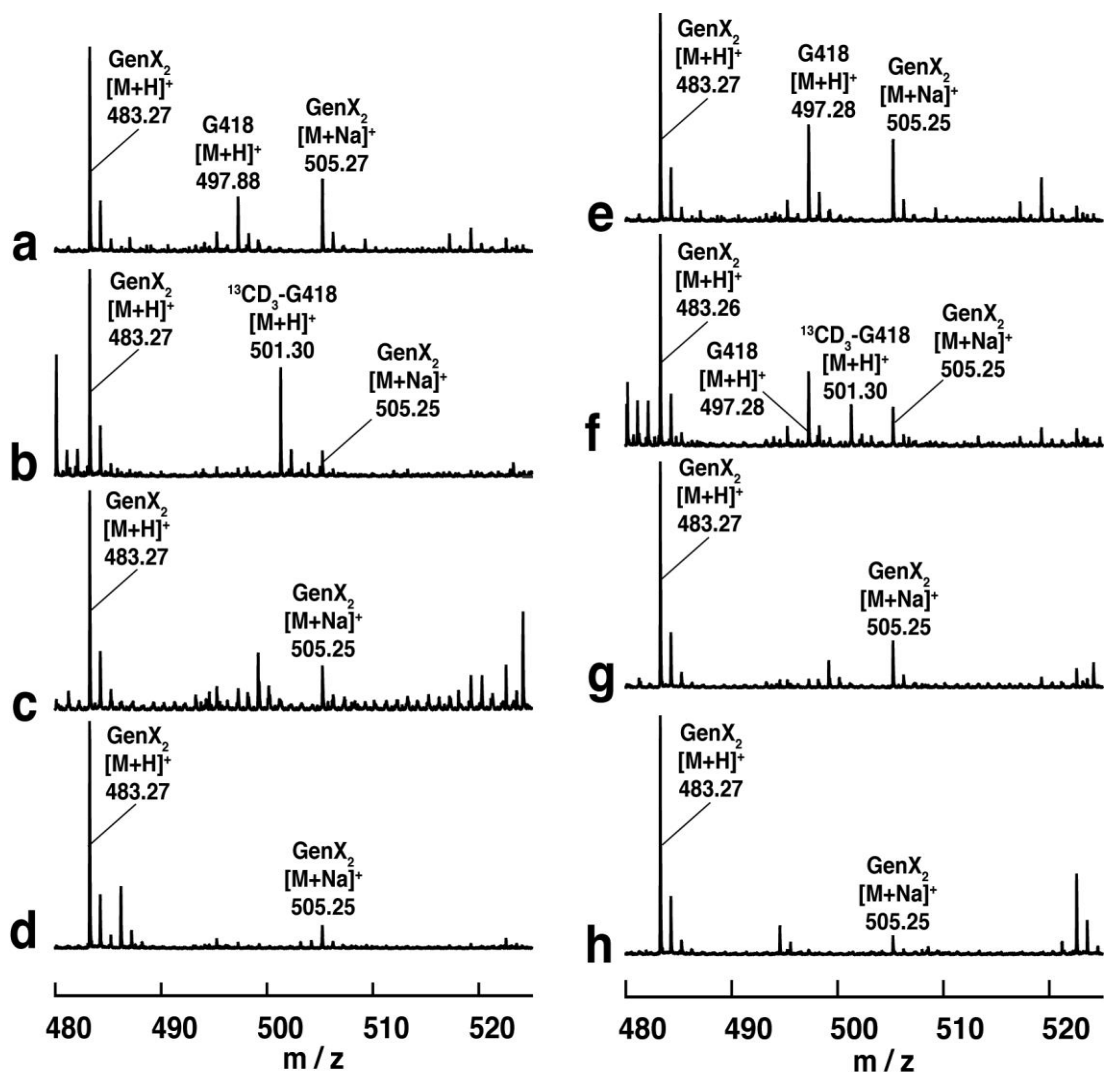 GenX₂
[M+H]⁺
483.27
G418
[M+H]⁺
497.88
GenX₂
[M+Na]⁺
505.27
a
GenX₂
[M+H]⁺
483.27
¹³CD₃-G418
[M+H]⁺
501.30
GenX₂
[M+Na]⁺
505.25
b
GenX₂
[M+H]⁺
483.27
GenX₂
[M+Na]⁺
505.25
c
GenX₂
[M+H]⁺
483.27
GenX₂
[M+Na]⁺
505.25
d
480 490 500 510 520
m / z
GenX₂
[M+H]⁺
483.27
G418
[M+H]⁺
497.28
GenX₂
[M+Na]⁺
505.25
e
GenX₂
[M+H]⁺
483.26
G418
[M+H]⁺
497.28
¹³CD₃-G418
[M+H]⁺
501.30
GenX₂
[M+Na]⁺
505.25
f
GenX₂
[M+H]⁺
483.27
GenX₂
[M+Na]⁺
505.25
g
GenX₂
[M+H]⁺
483.27
GenX₂
[M+Na]⁺
505.25
h
480 490 500 510 520
m / z